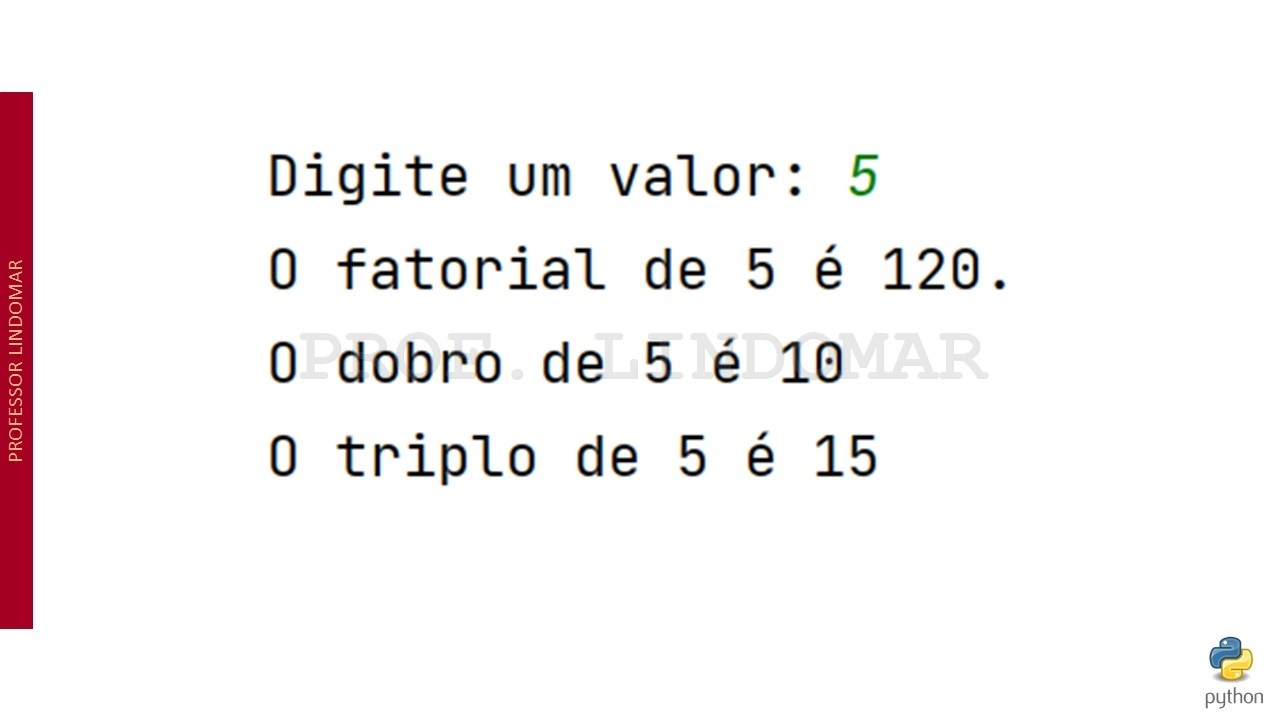 Digite um valor: 5
O fatorial de 5 é 120.
O dobro de 5 é 10
O triplo de 5 é 15
PROF. LINDOMAR
PROFESSOR LINDOMAR
python